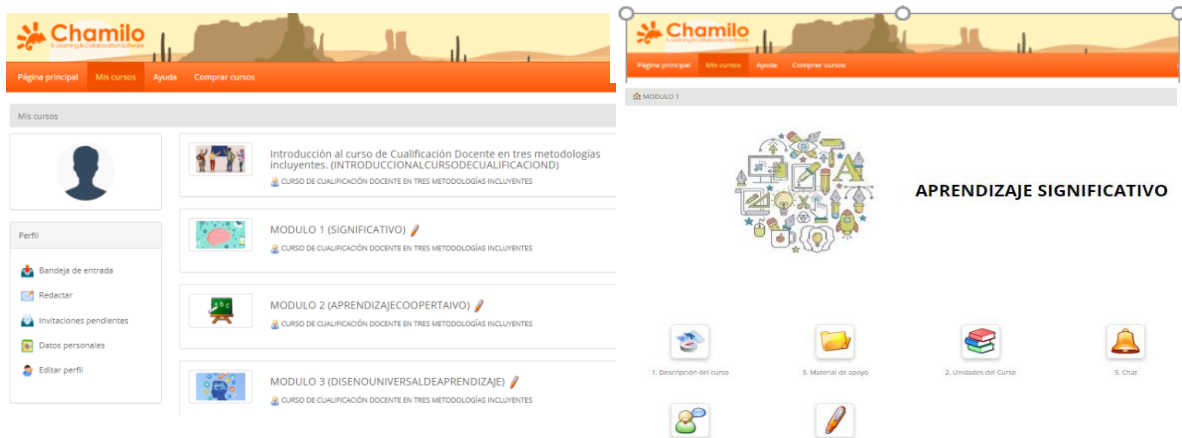 Chamilo
E-Learning & Collaboration Software
Página principal Mis cursos Ayuda Comprar cursos
Mis cursos
Introducción al curso de Cualificación Docente en tres metodologías
incluyentes. (INTRODUCCIONALCURSODECUALIFICACIOND)
CURSO DE CUALIFICACIÓN DOCENTE EN TRES METODOLOGÍAS INCLUYENTES
MODULO 1 (SIGNIFICATIVO)
CURSO DE CUALIFICACIÓN DOCENTE EN TRES METODOLOGÍAS INCLUYENTES
MODULO 2 (APRENDIZAJECOOPERTAIVO)
CURSO DE CUALIFICACIÓN DOCENTE EN TRES METODOLOGÍAS INCLUYENTES
MODULO 3 (DISENOUNIVERSALDEAPRENDIZAJE)
CURSO DE CUALIFICACIÓN DOCENTE EN TRES METODOLOGÍAS INCLUYENTES
Perfil
Bandeja de entrada
Redactar
Invitaciones pendientes
Datos personales
Editar perfil
Chamilo
E-Learning & Collaboration Software
Página principal Mis cursos Ayuda Comprar cursos
MODULO 1
APRENDIZAJE SIGNIFICATIVO
1. Descripción del curso
3. Material de apoyo
2. Unidades del Curso
5. Chat